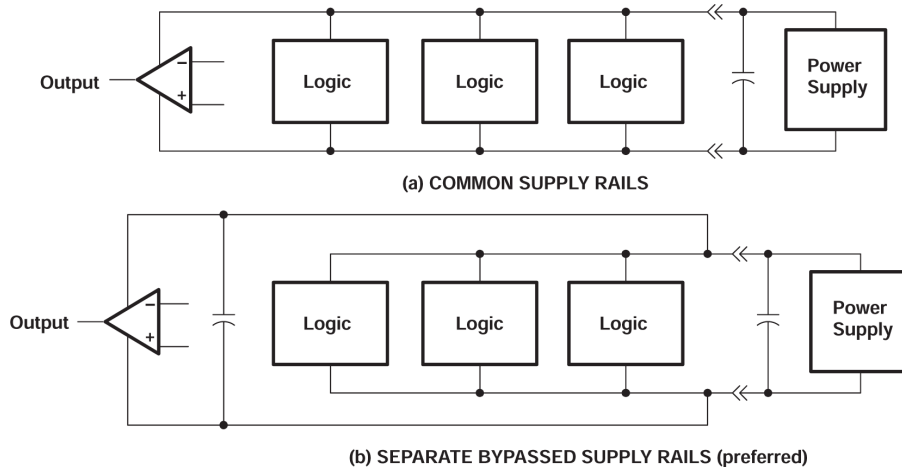 Output
−
+
Logic
Logic
Logic
Power
Supply
(a) COMMON SUPPLY RAILS
Output
−
+
Logic
Logic
Logic
Power
Supply
(b) SEPARATE BYPASSED SUPPLY RAILS (preferred)